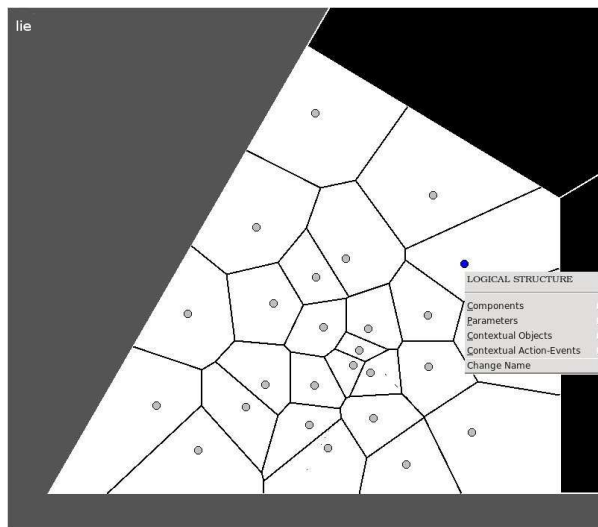 lie
LOGICAL STRUCTURE
Components
Parameters
Contextual Objects
Contextual Action-Events
Change Name